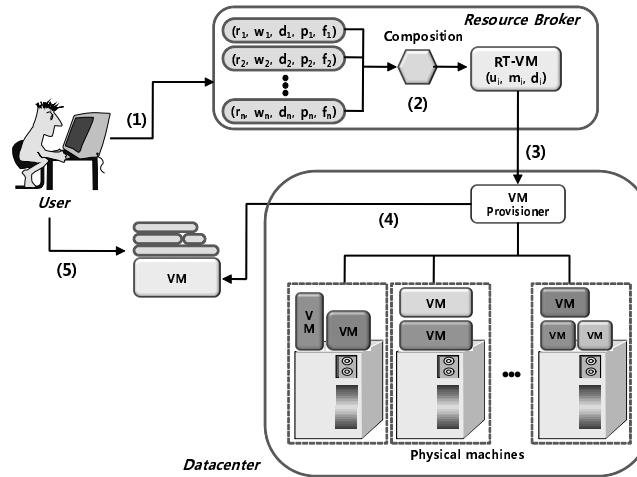 Resource Broker
(r₁, w₁, d₁, p₁, f₁)
(r₂, w₂, d₂, p₂, f₂)
(rₙ, wₙ, dₙ, pₙ, fₙ)
Composition
(2)
RT-VM
(uᵢ, mᵢ, dᵢ)
(1)
(3)
User
VM
Provisioner
(4)
(5)
VM
V
M
VM
VM
VM
VM
VM
VM
Physical machines
Datacenter